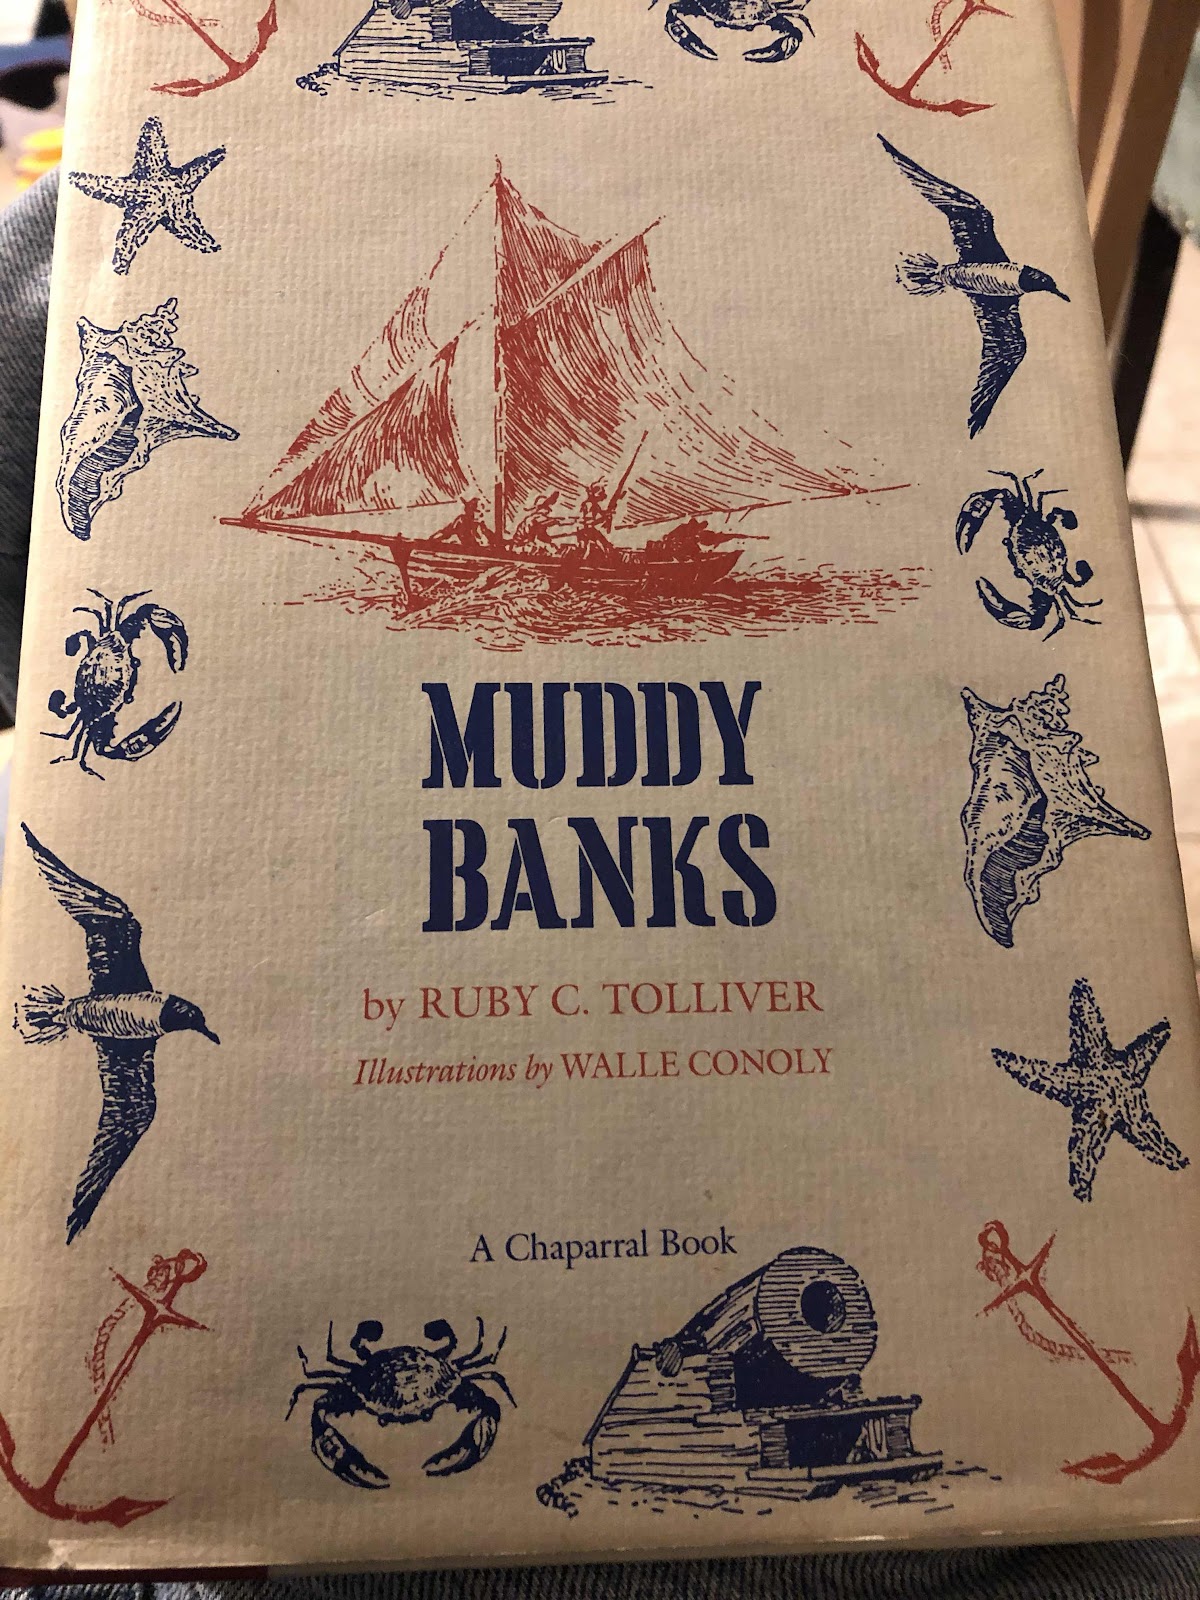 MUDDY
BANKS
by RUBY C. TOLLIVER
Illustrations by WALLE CONOLY
A Chaparral Book